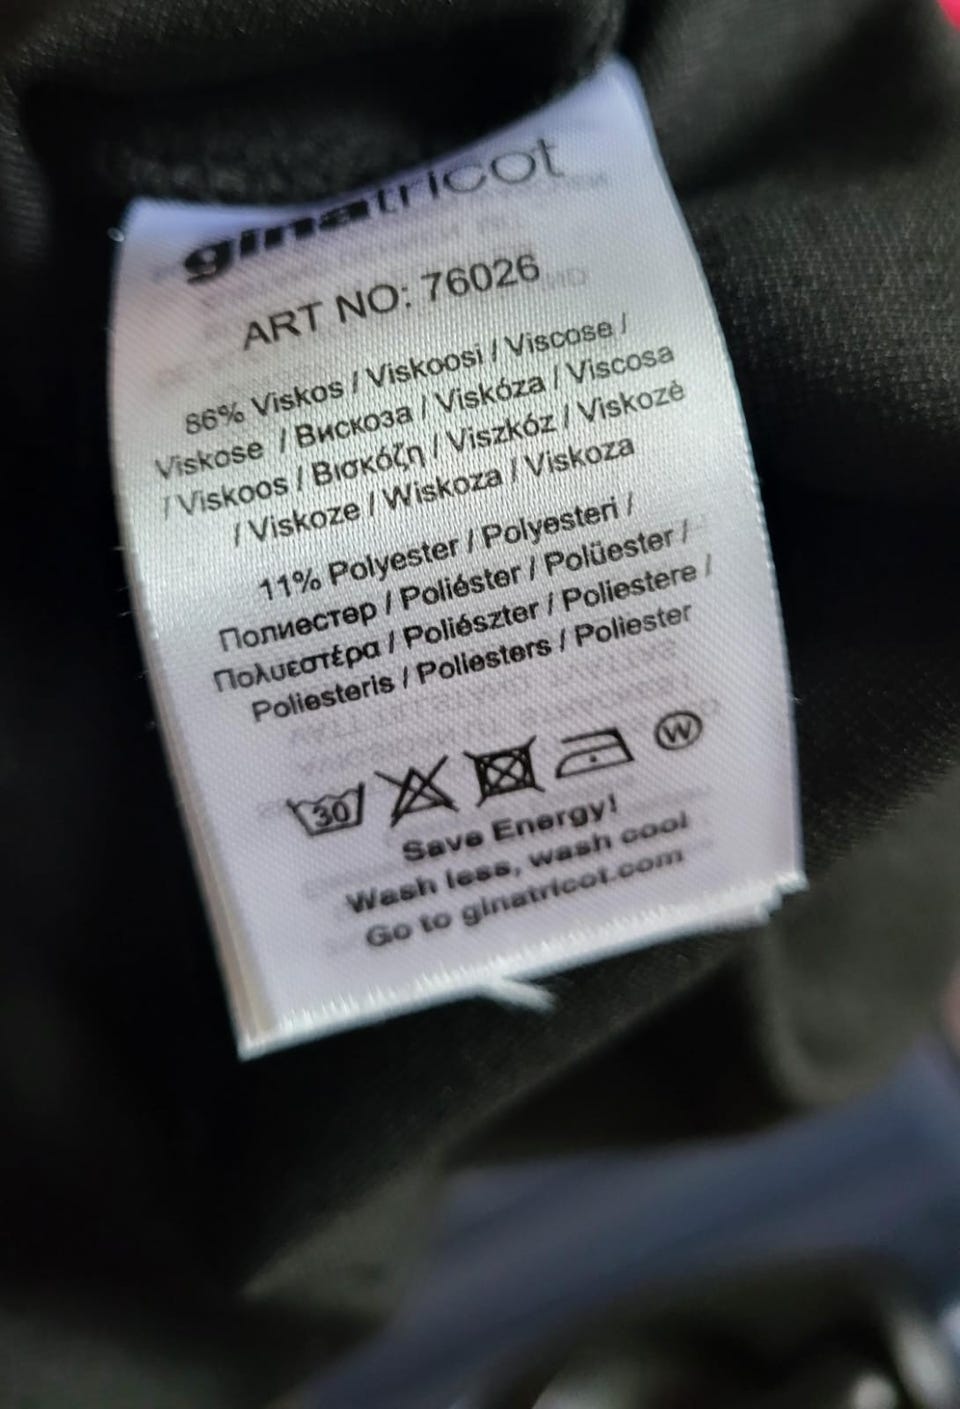 ginatricot
ART NO: 76026
86% Viskos / Viskoosi / Viscose /
Viskose / Вискоза / Viskóza / Viscosa
/ Viskoos / Βισκόζη / Viszkóz / Viskozė
/ Viskoze / Wiskoza / Viskoza
11% Polyester / Polyesteri /
Полиестер / Poliéster / Polüester /
Πολυεστέρα / Poliészter / Poliestere /
Poliesteris / Poliesters / Poliester
30 W
Save Energy!
Wash less, wash cool
Go to ginatricot.com